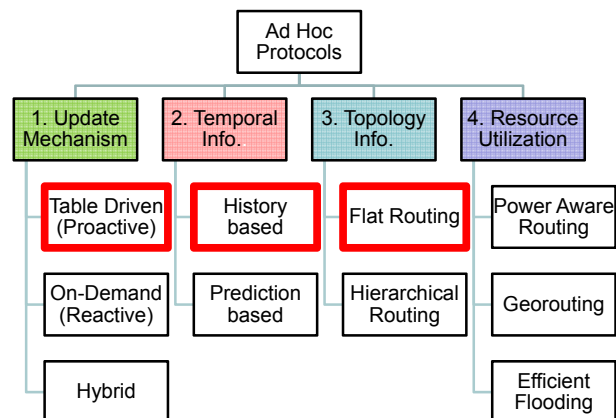 Ad Hoc
Protocols
1. Update
Mechanism
2. Temporal
Info.
3. Topology
Info.
4. Resource
Utilization
Table Driven
(Proactive)
History
based
Flat Routing
Power Aware
Routing
On-Demand
(Reactive)
Prediction
based
Hierarchical
Routing
Georouting
Hybrid
Efficient
Flooding